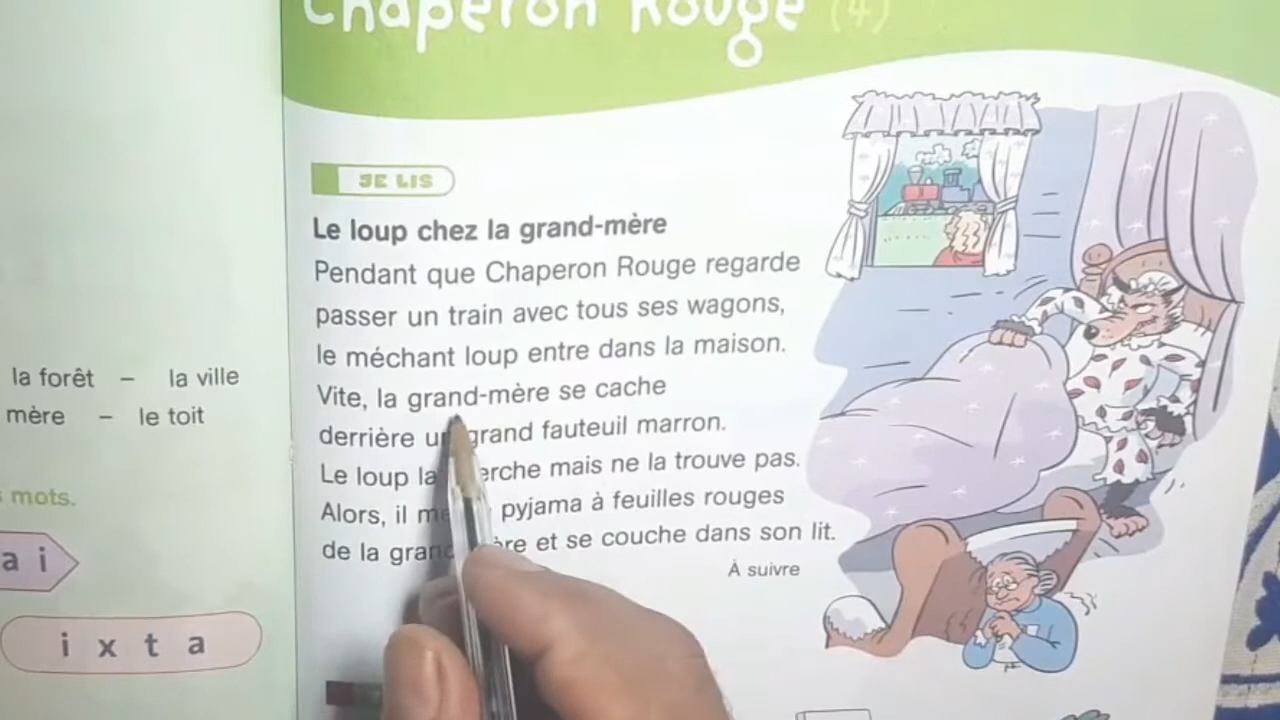 Chaperon Rouge (4)
JE LIS
Le loup chez la grand-mère
Pendant que Chaperon Rouge regarde
passer un train avec tous ses wagons,
le méchant loup entre dans la maison.
Vite, la grand-mère se cache
derrière un grand fauteuil marron.
Le loup la cherche mais ne la trouve pas.
Alors, il pyjama à feuilles rouges
de la grand-mère et se couche dans son lit.
À suivre
la forêt – la ville
mère – le toit
mots.
a i
i x t a